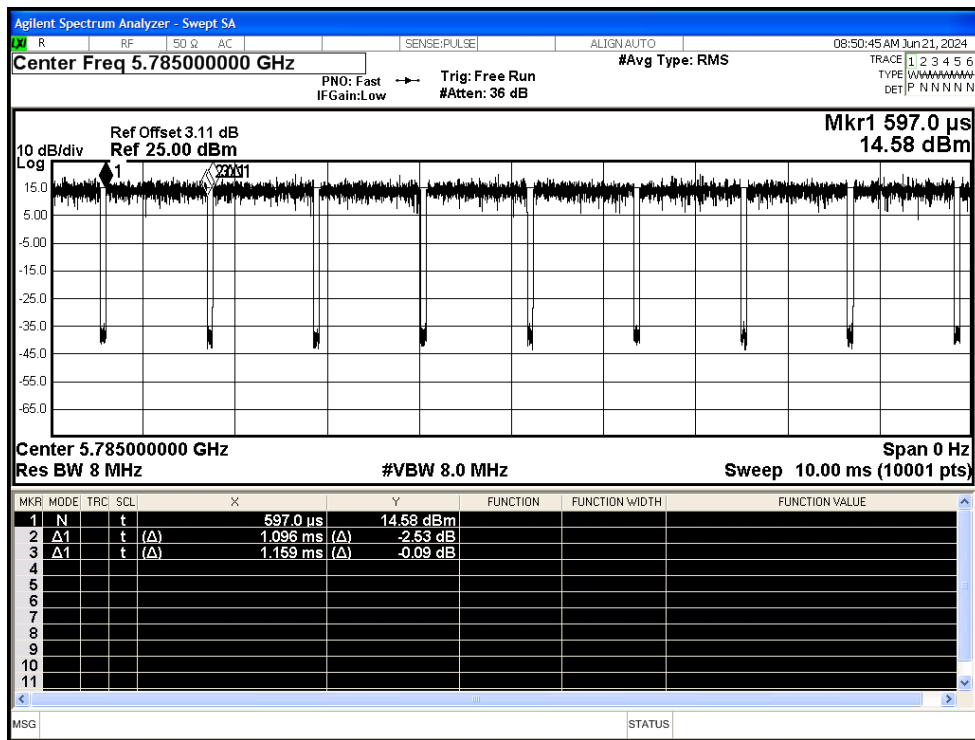 Agilent Spectrum Analyzer - Swept SA
LXI R RF 50 Ω AC SENSE:PULSE ALIGN AUTO 08:50:45 AM Jun 21, 2024
Center Freq 5.785000000 GHz
PNO: Fast
IFGain:Low
Trig: Free Run
#Atten: 36 dB
#Avg Type: RMS
TRACE 1 2 3 4 5 6
TYPE
DET P N N N N N
Mkr1 597.0 µs
14.58 dBm
Ref Offset 3.11 dB
10 dB/div Ref 25.00 dBm
Log
1
15.0
5.00
-5.00
-15.0
-25.0
-35.0
-45.0
-55.0
-65.0
Center 5.785000000 GHz Span 0 Hz
Res BW 8 MHz #VBW 8.0 MHz Sweep 10.00 ms (10001 pts)
MKR MODE TRC SCL X Y FUNCTION FUNCTION WIDTH FUNCTION VALUE
1 N t 597.0 µs 14.58 dBm
2 Δ1 t (Δ) 1.096 ms (Δ) -2.53 dB
3 Δ1 t (Δ) 1.159 ms (Δ) -0.09 dB
4
5
6
7
8
9
10
11
MSG STATUS